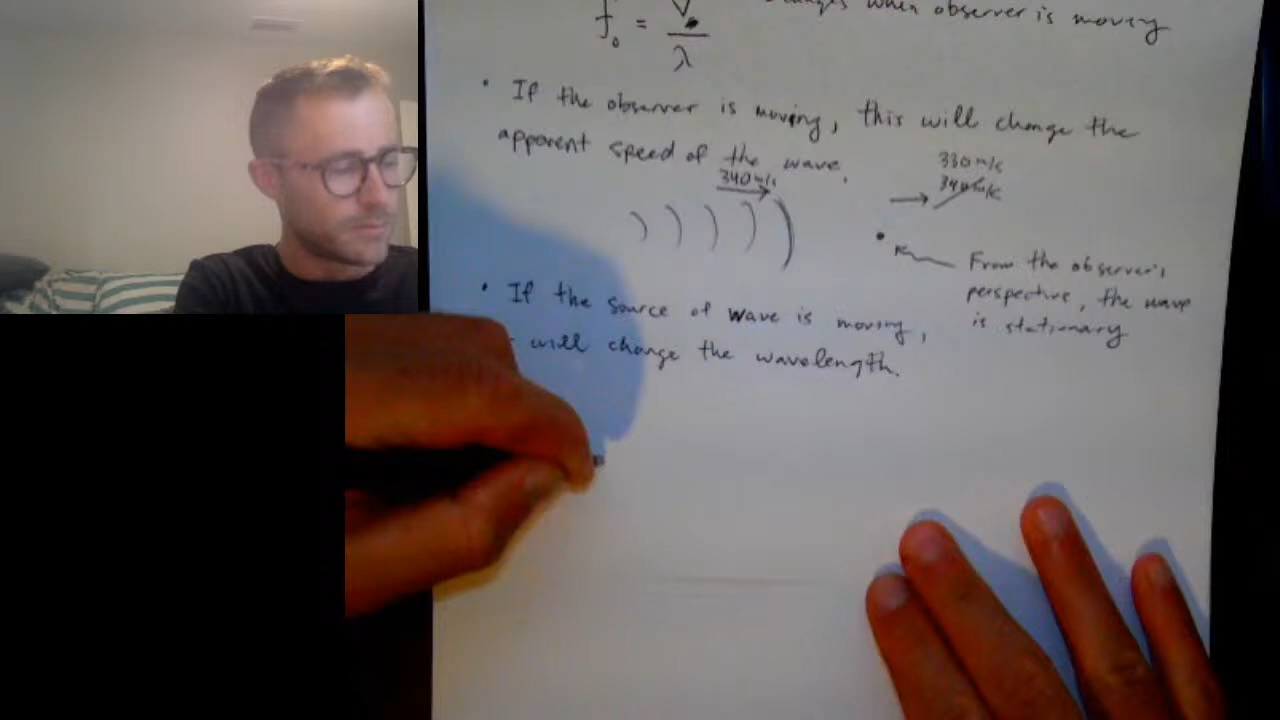 changes when observer is moving
f₀ = V / λ
• If the observer is moving, this will change the
apparent speed of the wave.
340 m/s
330 m/s
340 m/s
From the observer's
perspective, the wave
is stationary
• If the source of wave is moving,
will change the wavelength.